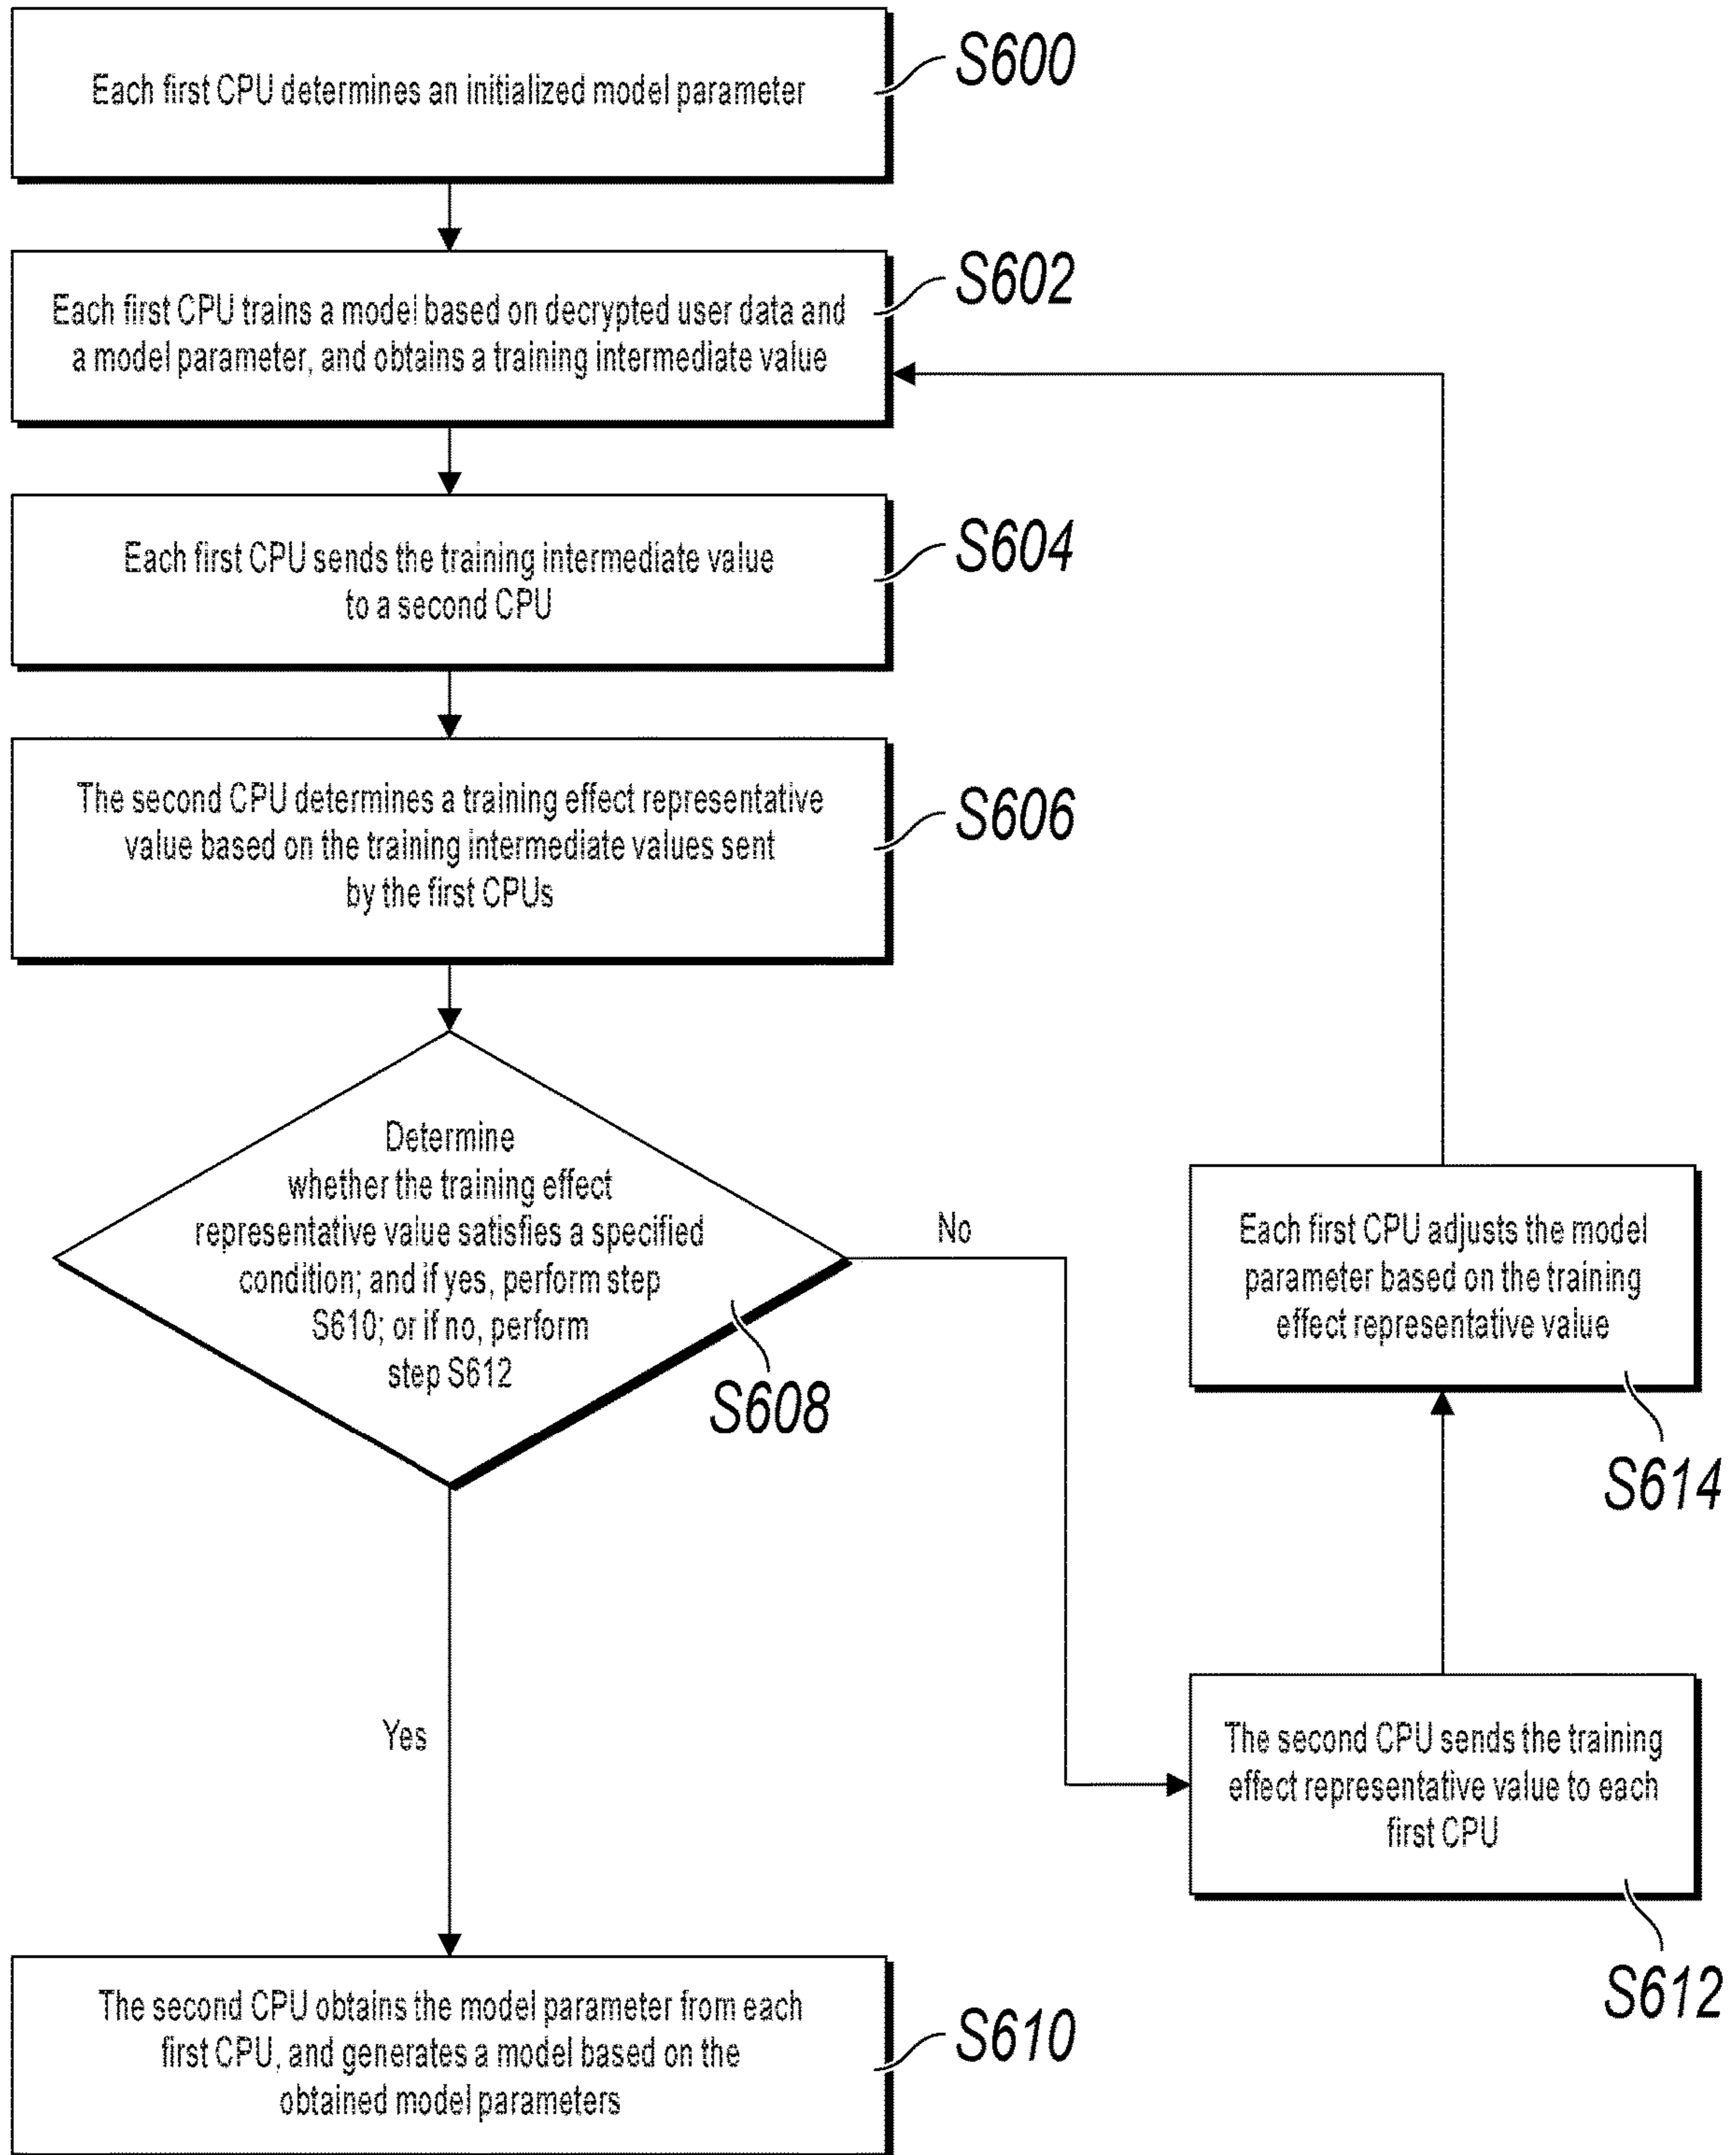 Each first CPU determines an initialized model parameter
S600
Each first CPU trains a model based on decrypted user data and
a model parameter, and obtains a training intermediate value
S602
Each first CPU sends the training intermediate value
to a second CPU
S604
The second CPU determines a training effect representative
value based on the training intermediate values sent
by the first CPUs
S606
Determine
whether the training effect
representative value satisfies a specified
condition; and if yes, perform step
S610; or if no, perform
step S612
S608
No
Each first CPU adjusts the model
parameter based on the training
effect representative value
S614
Yes
The second CPU sends the training
effect representative value to each
first CPU
S612
The second CPU obtains the model parameter from each
first CPU, and generates a model based on the
obtained model parameters
S610